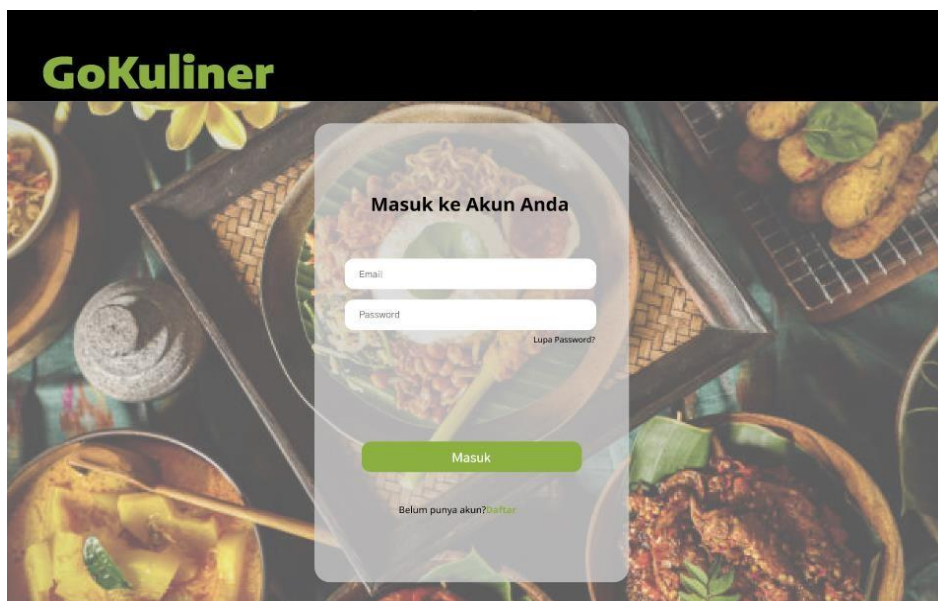 GoKuliner
Masuk ke Akun Anda
Email
Password
Lupa Password?
Masuk
Belum punya akun?Daftar